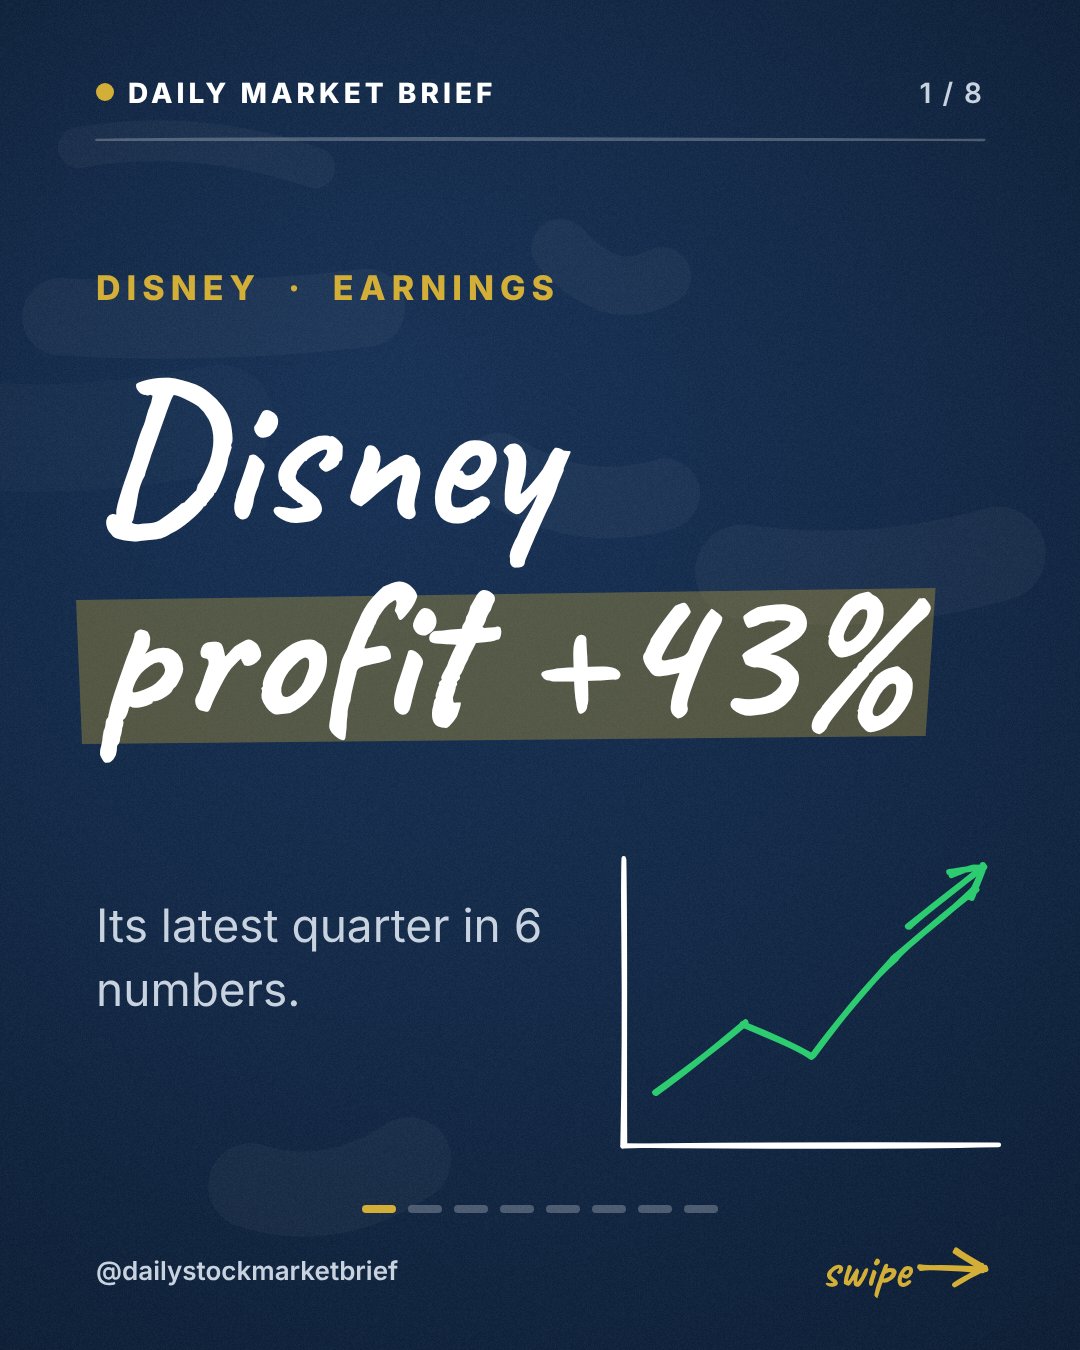 DAILY MARKET BRIEF
1 / 8
DISNEY · EARNINGS
Disney
profit +43%
Its latest quarter in 6
numbers.
@dailystockmarketbrief
swipe